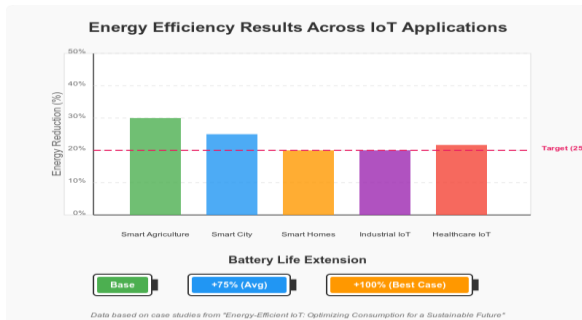 Energy Efficiency Results Across IoT Applications
50%
40%
30%
20%
10%
0%
Energy Reduction (%)
Target (25
Smart Agriculture Smart City Smart Homes Industrial IoT Healthcare IoT
Battery Life Extension
Base +75% (Avg) +100% (Best Case)
Data based on case studies from "Energy-Efficient IoT: Optimizing Consumption for a Sustainable Future"